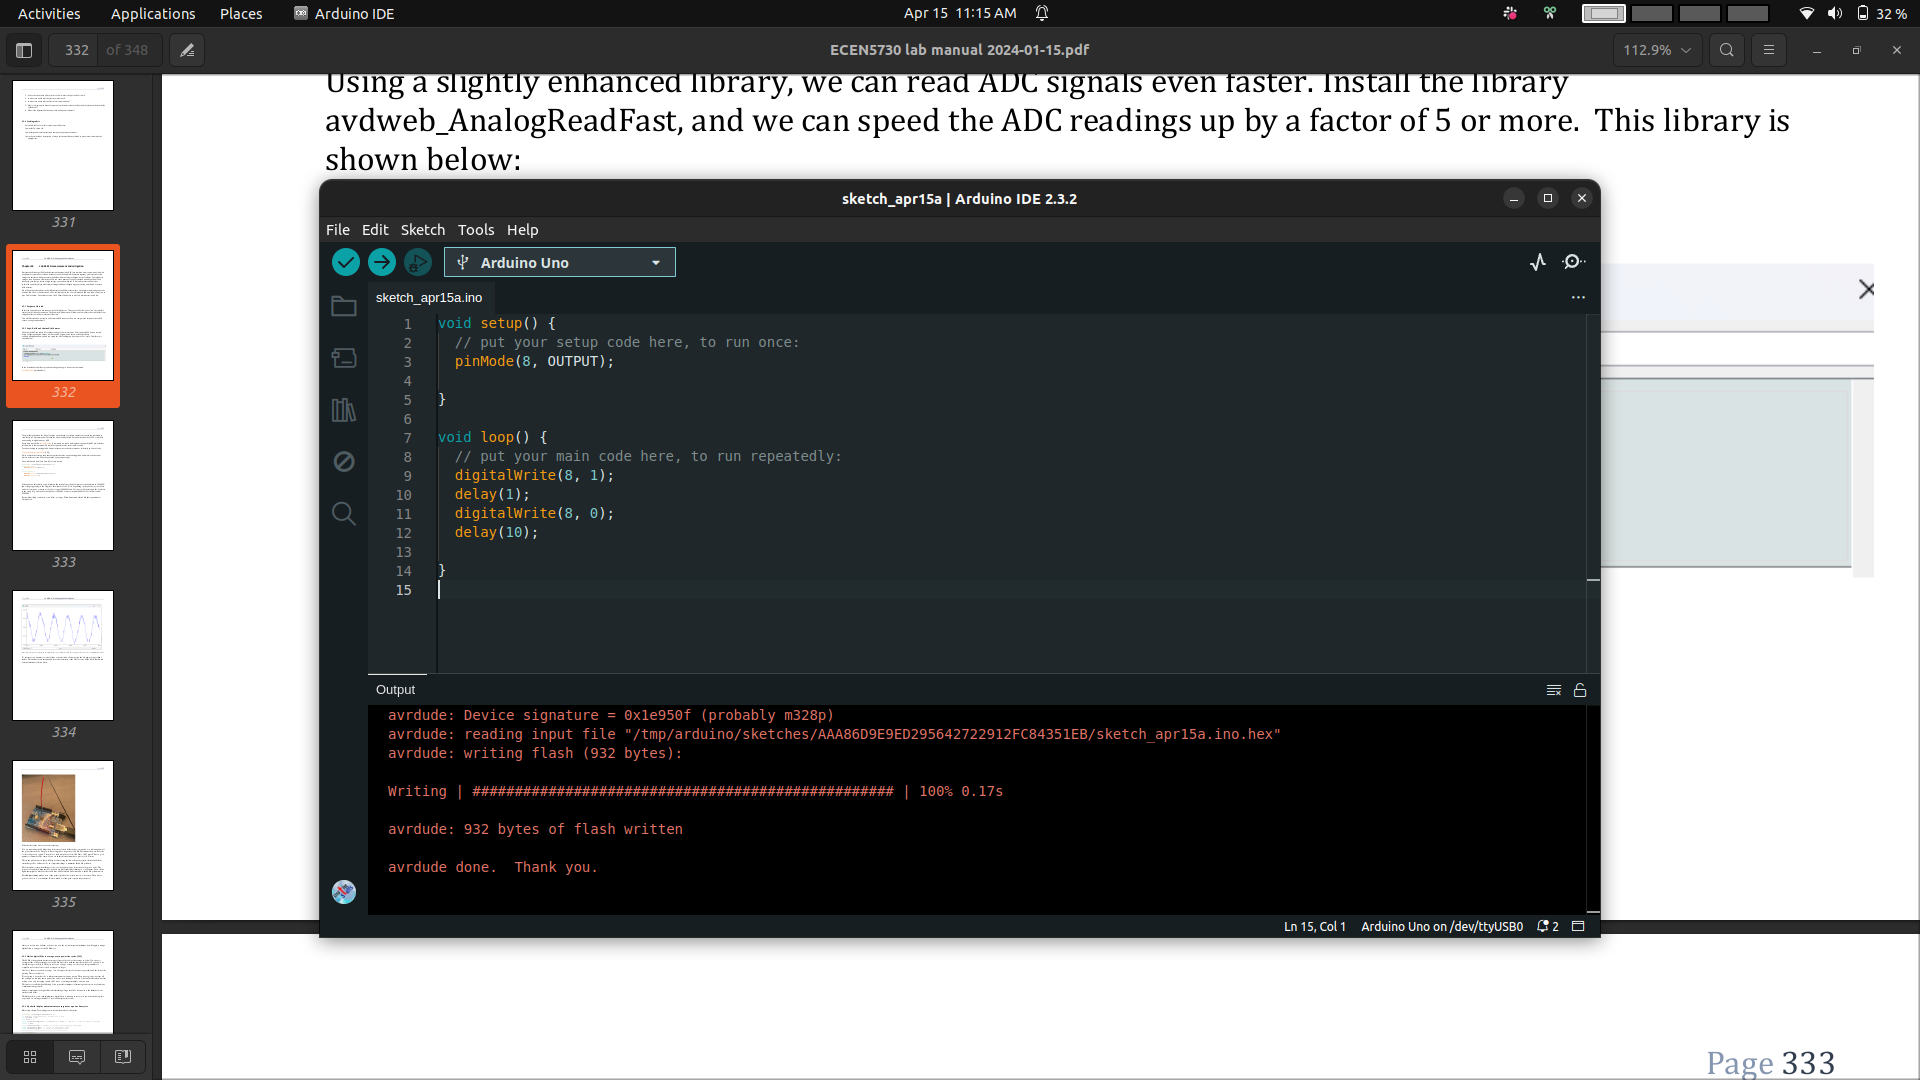 Activities Applications Places Arduino IDE Apr 15 11:15 AM 32 %
332 of 348 ECEN5730 lab manual 2024-01-15.pdf 112.9%
Using a slightly enhanced library, we can read ADC signals even faster. Install the library
avdweb_AnalogReadFast, and we can speed the ADC readings up by a factor of 5 or more. This library is
shown below:
331
332
333
334
335
sketch_apr15a | Arduino IDE 2.3.2
File Edit Sketch Tools Help
Arduino Uno
sketch_apr15a.ino
1 void setup() {
2 // put your setup code here, to run once:
3 pinMode(8, OUTPUT);
4
5 }
6
7 void loop() {
8 // put your main code here, to run repeatedly:
9 digitalWrite(8, 1);
10 delay(1);
11 digitalWrite(8, 0);
12 delay(10);
13
14 }
15
Output
avrdude: Device signature = 0x1e950f (probably m328p)
avrdude: reading input file "/tmp/arduino/sketches/AAA86D9E9ED295642722912FC84351EB/sketch_apr15a.ino.hex"
avrdude: writing flash (932 bytes):
Writing | ################################################## | 100% 0.17s
avrdude: 932 bytes of flash written
avrdude done. Thank you.
Ln 15, Col 1 Arduino Uno on /dev/ttyUSB0 2
Page 333